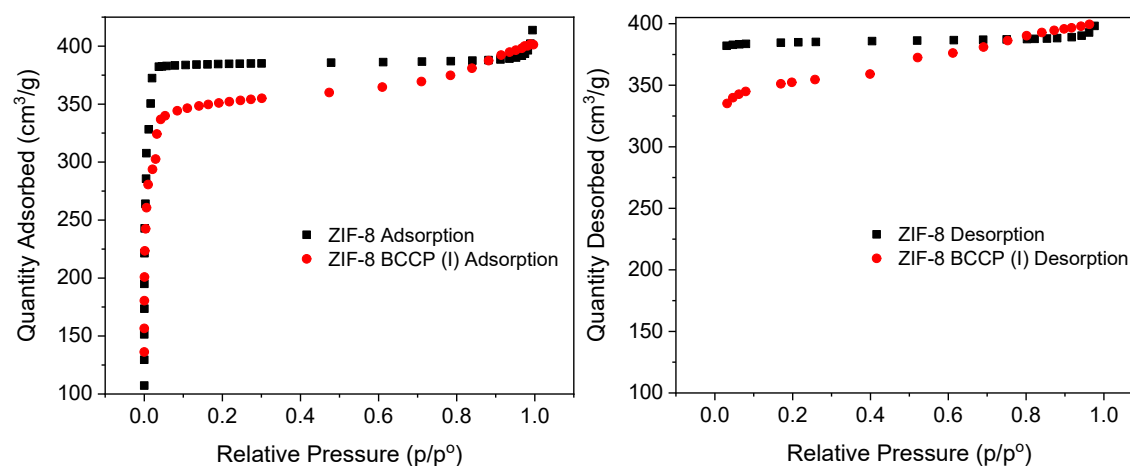 Quantity Adsorbed (cm³/g)
400
350
300
250
200
150
100
ZIF-8 Adsorption
ZIF-8 BCCP (I) Adsorption
0.0 0.2 0.4 0.6 0.8 1.0
Relative Pressure (p/pº)
Quantity Desorbed (cm³/g)
400
350
300
250
200
150
100
ZIF-8 Desorption
ZIF-8 BCCP (I) Desorption
0.0 0.2 0.4 0.6 0.8 1.0
Relative Pressure (p/pº)